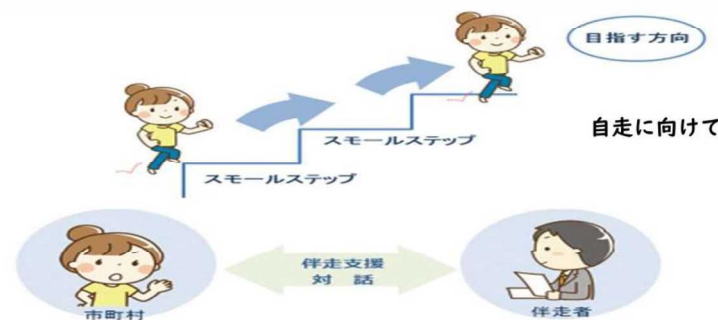 目指す方向
自走に向けて
スモールステップ
スモールステップ
伴走支援
対　話
市町村
伴走者